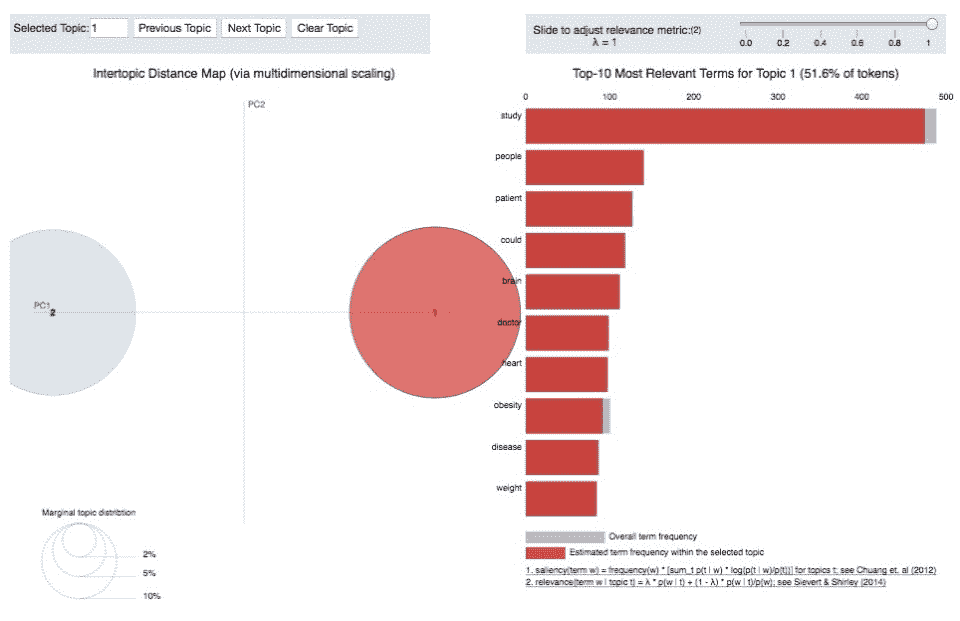 Selected Topic: 1 Previous Topic Next Topic Clear Topic
Slide to adjust relevance metric:(2)
λ = 1
0.0 0.2 0.4 0.6 0.8 1
Intertopic Distance Map (via multidimensional scaling)
PC2
PC1
2
1
Marginal topic distribtion
2%
5%
10%
Top-10 Most Relevant Terms for Topic 1 (51.6% of tokens)
0 100 200 300 400 500
study
people
patient
could
brain
doctor
heart
obesity
disease
weight
Overall term frequency
Estimated term frequency within the selected topic
1. saliency(term w) = frequency(w) * [sum_t p(t | w) * log(p(t | w)/p(t))] for topics t; see Chuang et. al (2012)
2. relevance(term w | topic t) = λ * p(w | t) + (1 - λ) * p(w | t)/p(w); see Sievert & Shirley (2014)